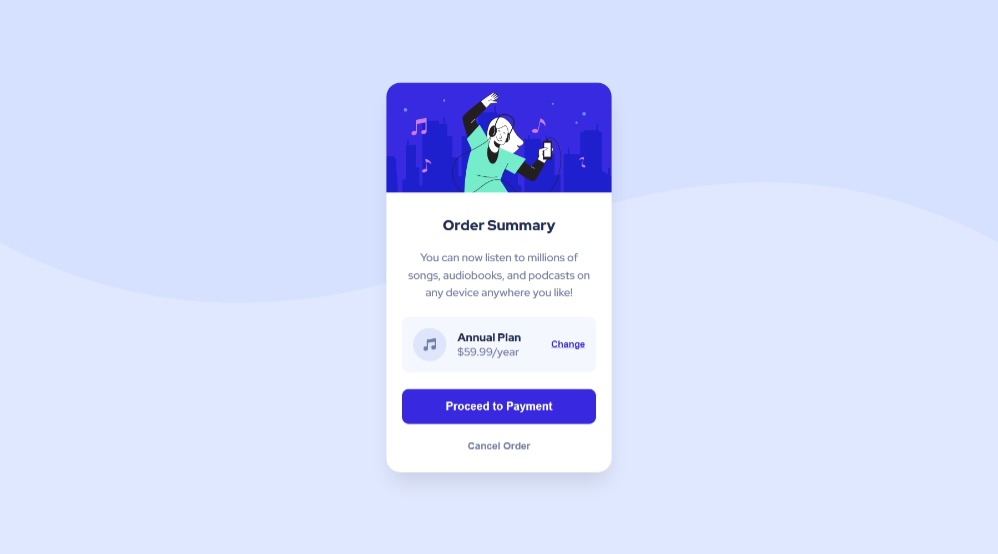 Order Summary
You can now listen to millions of
songs, audiobooks, and podcasts on
any device anywhere you like!
Annual Plan
$59.99/year
Change
Proceed to Payment
Cancel Order